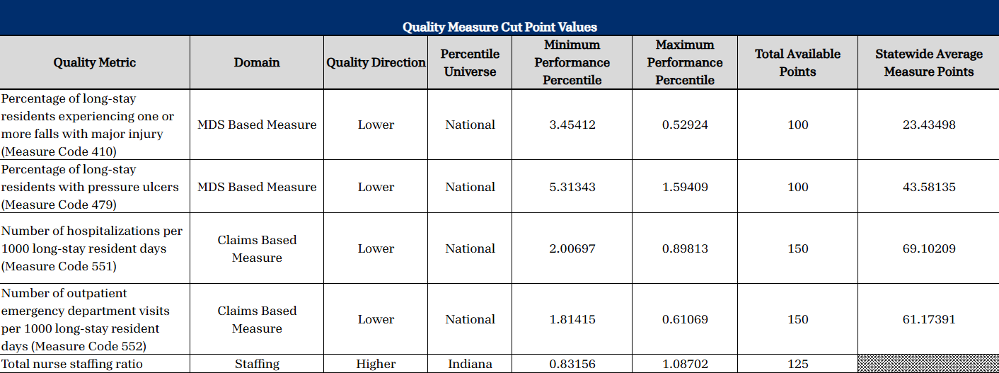 Quality Measure Cut Point Values
Quality Metric
Domain
Quality Direction
Percentile
Universe
Minimum
Performance
Percentile
Maximum
Performance
Percentile
Total Available
Points
Statewide Average
Measure Points
Percentage of long-stay
residents experiencing one or
more falls with major injury
(Measure Code 410)
MDS Based Measure
Lower
National
3.45412
0.52924
100
23.43498
Percentage of long-stay
residents with pressure ulcers
(Measure Code 479)
MDS Based Measure
Lower
National
5.31343
1.59409
100
43.58135
Number of hospitalizations per
1000 long-stay resident days
(Measure Code 551)
Claims Based
Measure
Lower
National
2.00697
0.89813
150
69.10209
Number of outpatient
emergency department visits
per 1000 long-stay resident
days (Measure Code 552)
Claims Based
Measure
Lower
National
1.81415
0.61069
150
61.17391
Total nurse staffing ratio
Staffing
Higher
Indiana
0.83156
1.08702
125